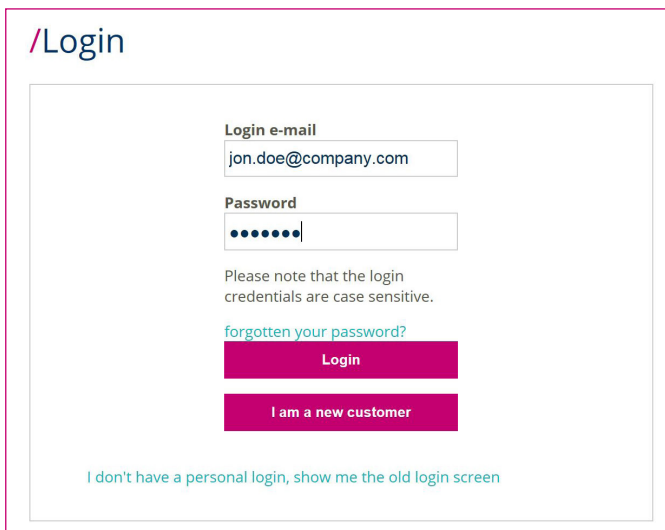 /Login
Login e-mail
jon.doe@company.com
Password
•••••••
Please note that the login
credentials are case sensitive.
forgotten your password?
Login
I am a new customer
I don't have a personal login, show me the old login screen